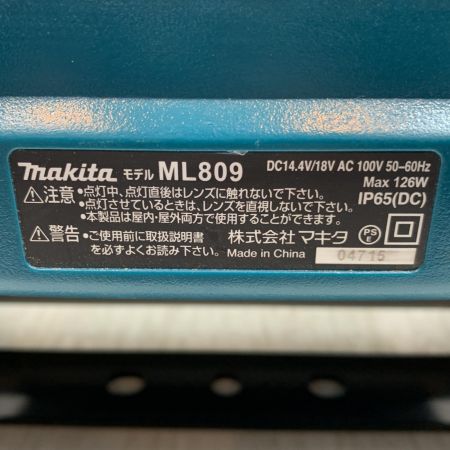 makita モデル ML809 DC14.4V/18V AC 100V 50-60Hz
Max 126W
IP65(DC)
⚠注意 •点灯中、点灯直後はレンズに触れないで下さい。
•点灯させているときは、レンズを直視しないで下さい。
•本製品は屋内・屋外両方で使用できます。
⚠警告 •ご使用前に取扱説明書を必ずよくお読み下さい。
株式会社 マキタ
Made in China
PS E
04715